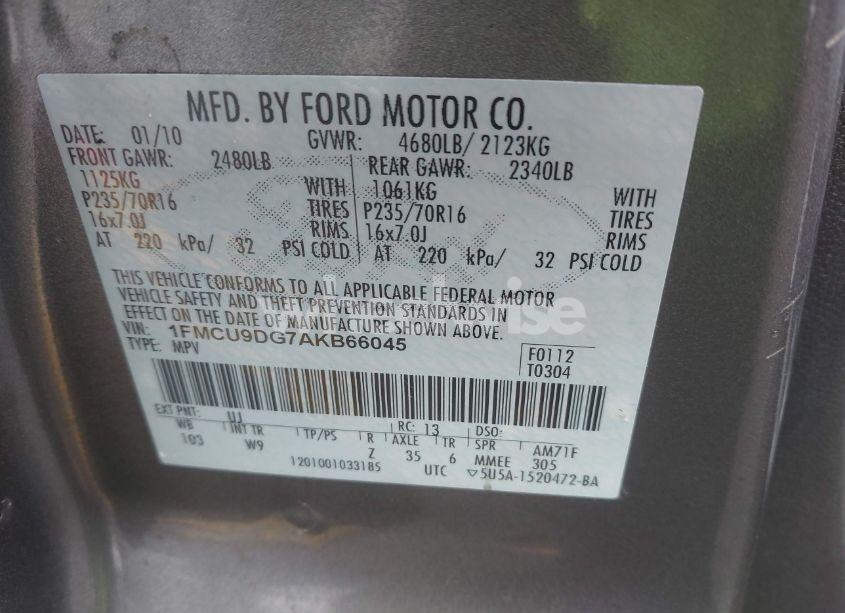 MFD. BY FORD MOTOR CO.
DATE: 01/10 GVWR: 4680LB/ 2123KG
FRONT GAWR: 2480LB REAR GAWR: 2340LB
1125KG WITH 1061KG WITH
P235/70R16 TIRES P235/70R16 TIRES
16x7.0J RIMS 16x7.0J RIMS
AT 220 kPa/ 32 PSI COLD AT 220 kPa/ 32 PSI COLD
THIS VEHICLE CONFORMS TO ALL APPLICABLE FEDERAL MOTOR
VEHICLE SAFETY AND THEFT PREVENTION STANDARDS IN
EFFECT ON THE DATE OF MANUFACTURE SHOWN ABOVE.
VIN: 1FMCU9DG7AKB66045
TYPE: MPV
F0112
T0304
EXT PNT: UJ RC: 13 DSO:
WB INT TR TP/PS R AXLE TR SPR AM71F
103 W9 Z 35 6 MMEE 305
1201001033185 UTC ▽5U5A-1520472-BA